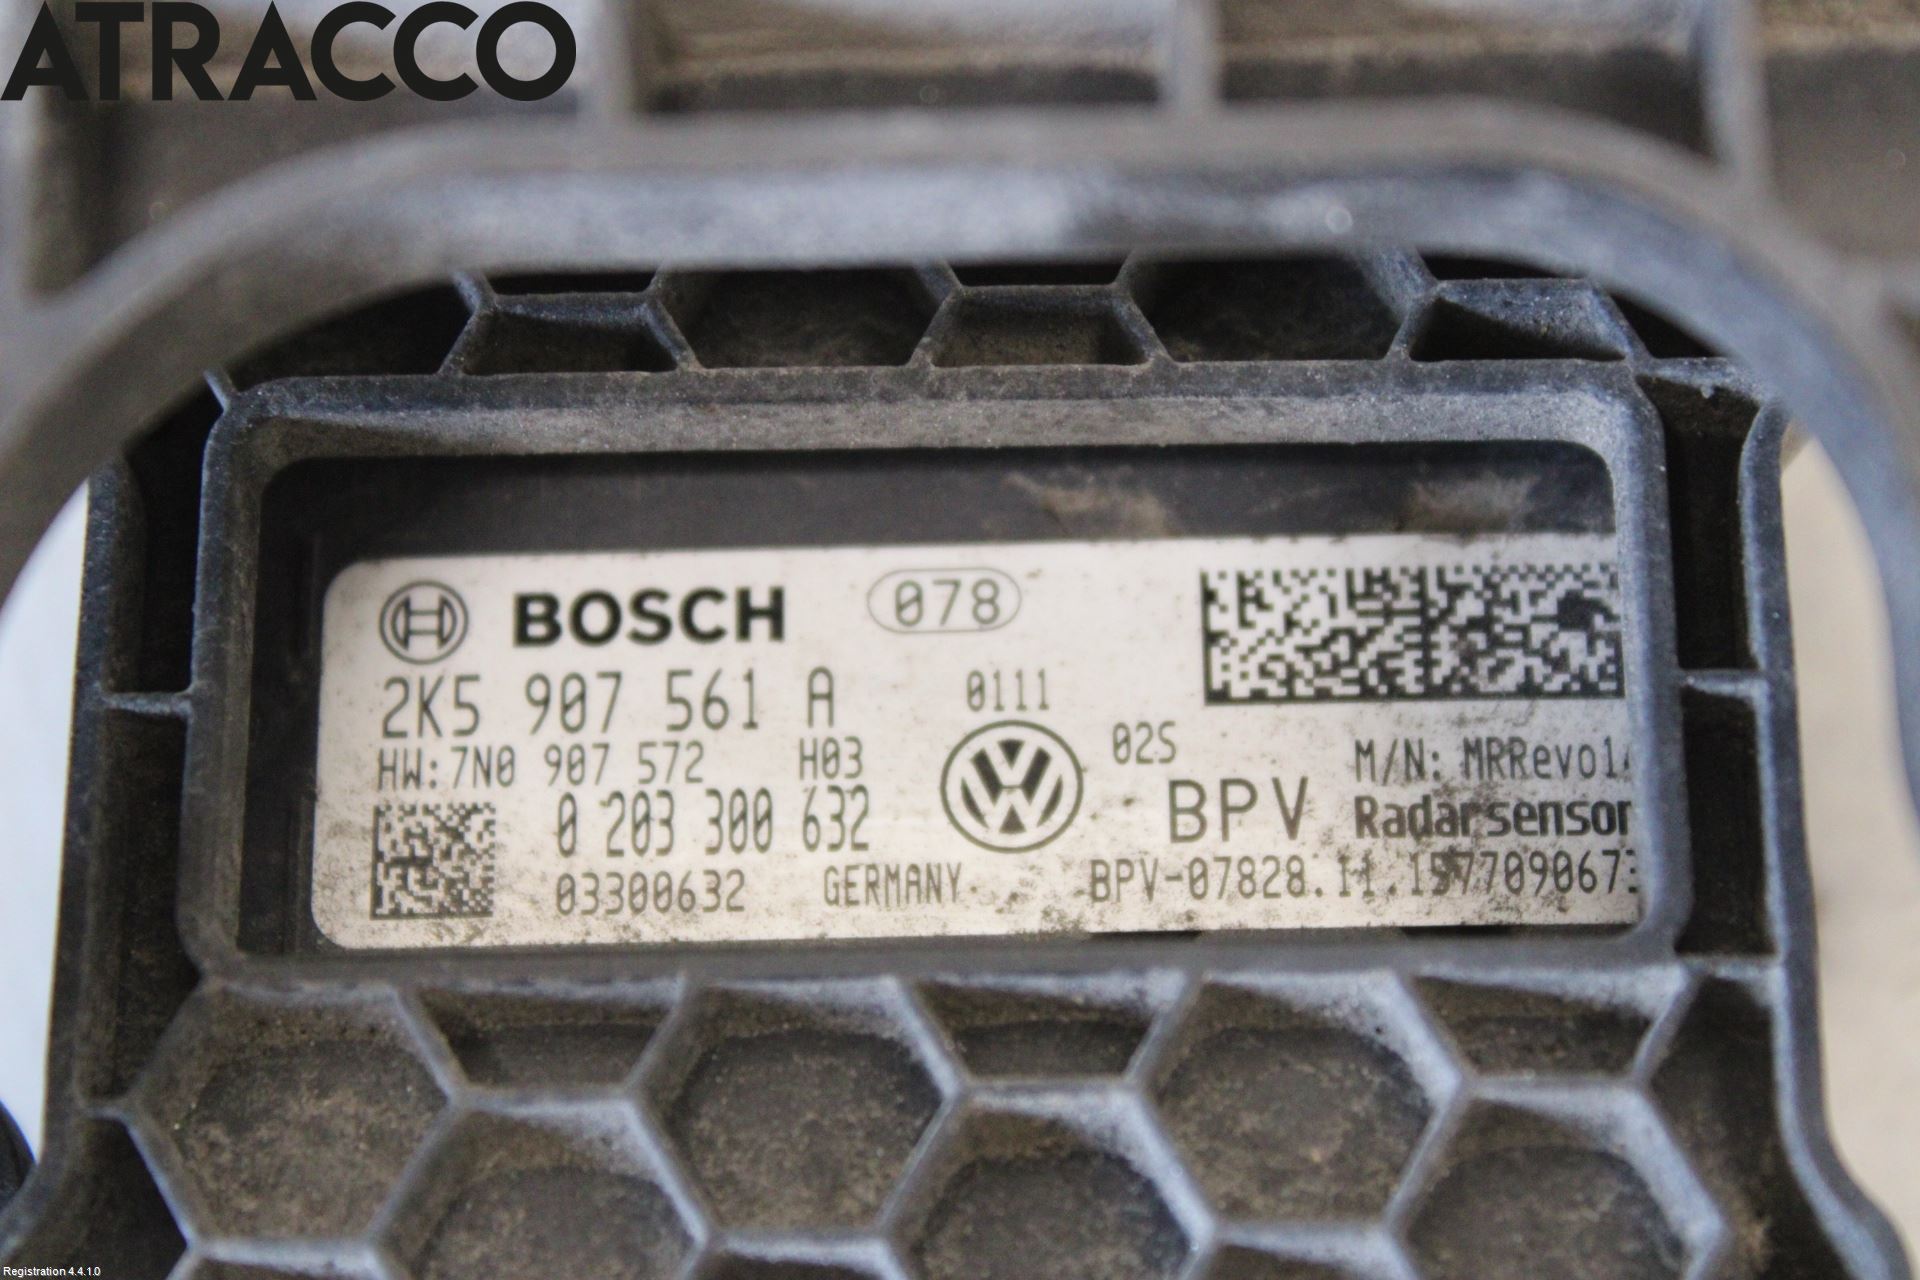 ATRACCO
BOSCH 078
2K5 907 561 A 0111
HW:7N0 907 572 H03 02S M/N: MRRevo1
0 203 300 632 BPV Radarsensor
03300632 GERMANY BPV-07828.11.1577090673
Registration 4.4.1.0